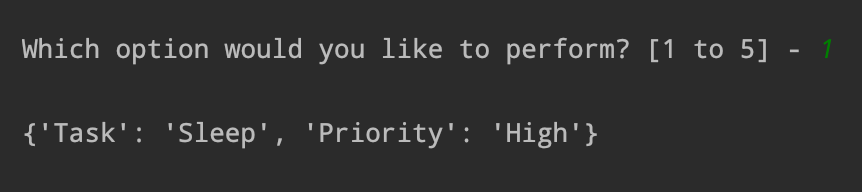 Which option would you like to perform? [1 to 5] - 1
{'Task': 'Sleep', 'Priority': 'High'}